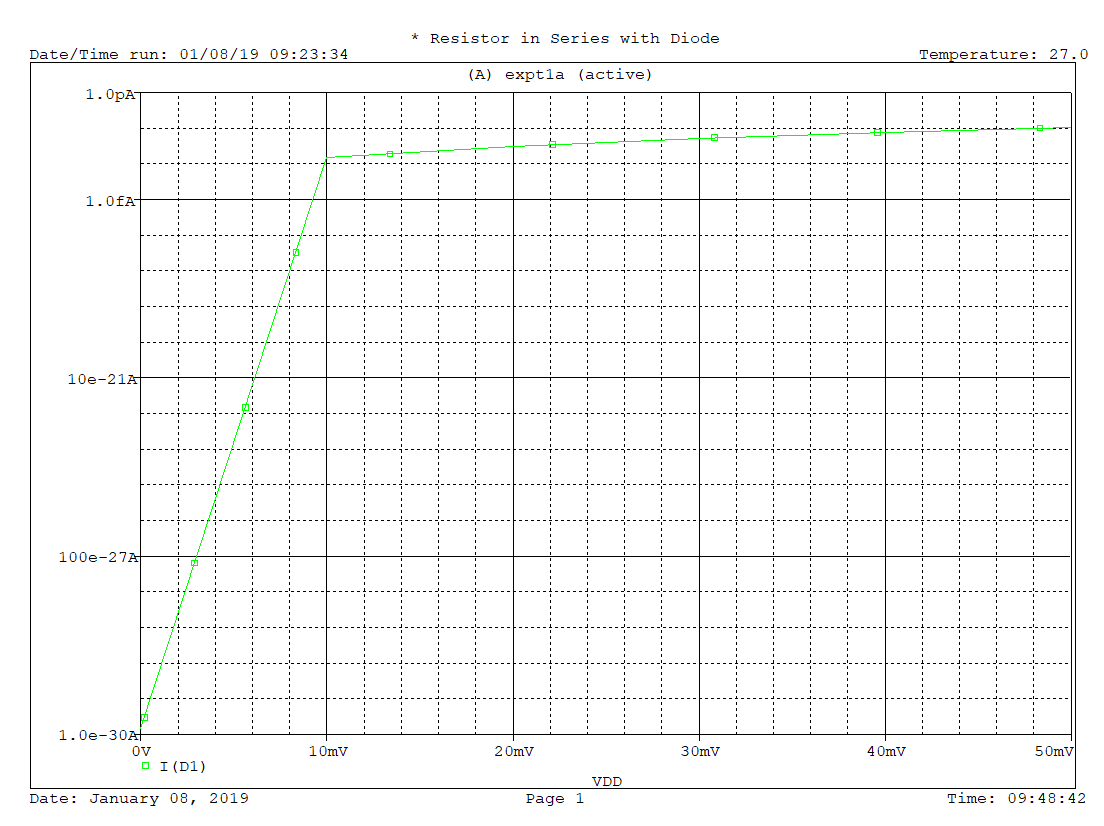 * Resistor in Series with Diode
Date/Time run: 01/08/19 09:23:34 Temperature: 27.0
(A) expt1a (active)
1.0pA
1.0fA
10e-21A
100e-27A
1.0e-30A
0V 10mV 20mV 30mV 40mV 50mV
I(D1)
VDD
Date: January 08, 2019 Page 1 Time: 09:48:42